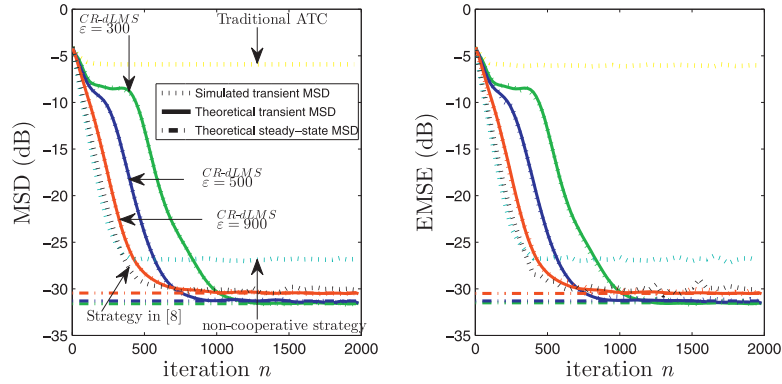 CR-dLMS
ε = 300
Traditional ATC
0
−5
−10
−15
−20
−25
−30
−35
MSD (dB)
Simulated transient MSD
Theoretical transient MSD
Theoretical steady−state MSD
CR-dLMS
ε = 500
CR-dLMS
ε = 900
Strategy in [8]
non-cooperative strategy
0 500 1000 1500 2000
iteration n
0
−5
−10
−15
−20
−25
−30
−35
EMSE (dB)
0 500 1000 1500 2000
iteration n